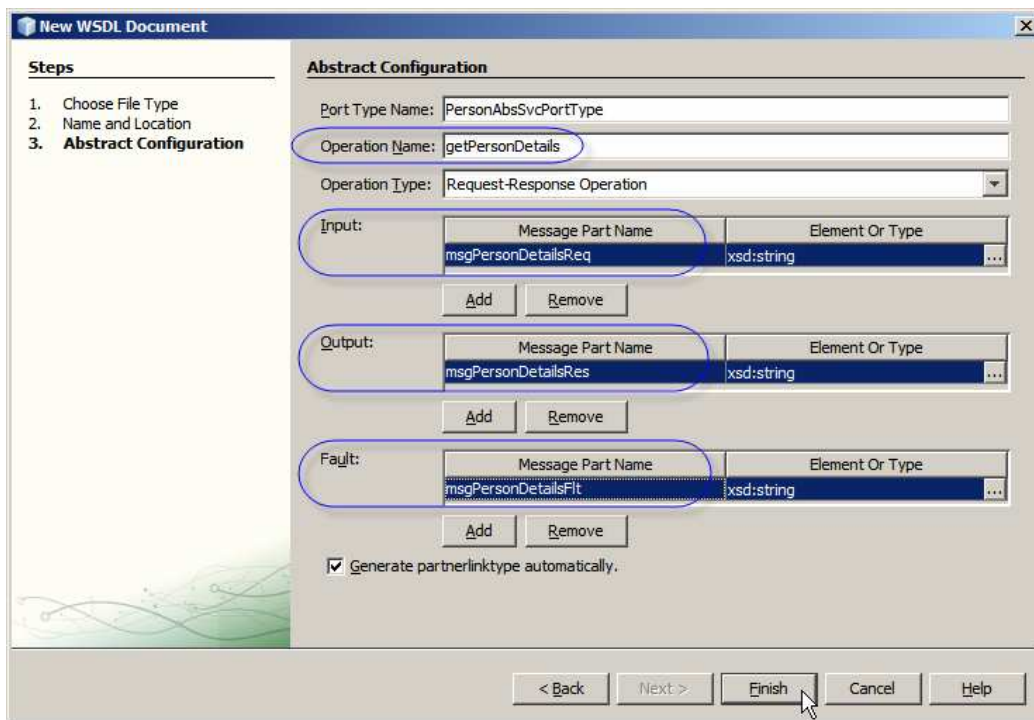 New WSDL Document
Steps
1. Choose File Type
2. Name and Location
3. Abstract Configuration
Abstract Configuration
Port Type Name: PersonAbsSvcPortType
Operation Name: getPersonDetails
Operation Type: Request-Response Operation
Input:
Message Part Name Element Or Type
msgPersonDetailsReq xsd:string ...
Add Remove
Output:
Message Part Name Element Or Type
msgPersonDetailsRes xsd:string ...
Add Remove
Fault:
Message Part Name Element Or Type
msgPersonDetailsFlt xsd:string ...
Add Remove
Generate partnerlinktype automatically.
< Back Next > Finish Cancel Help